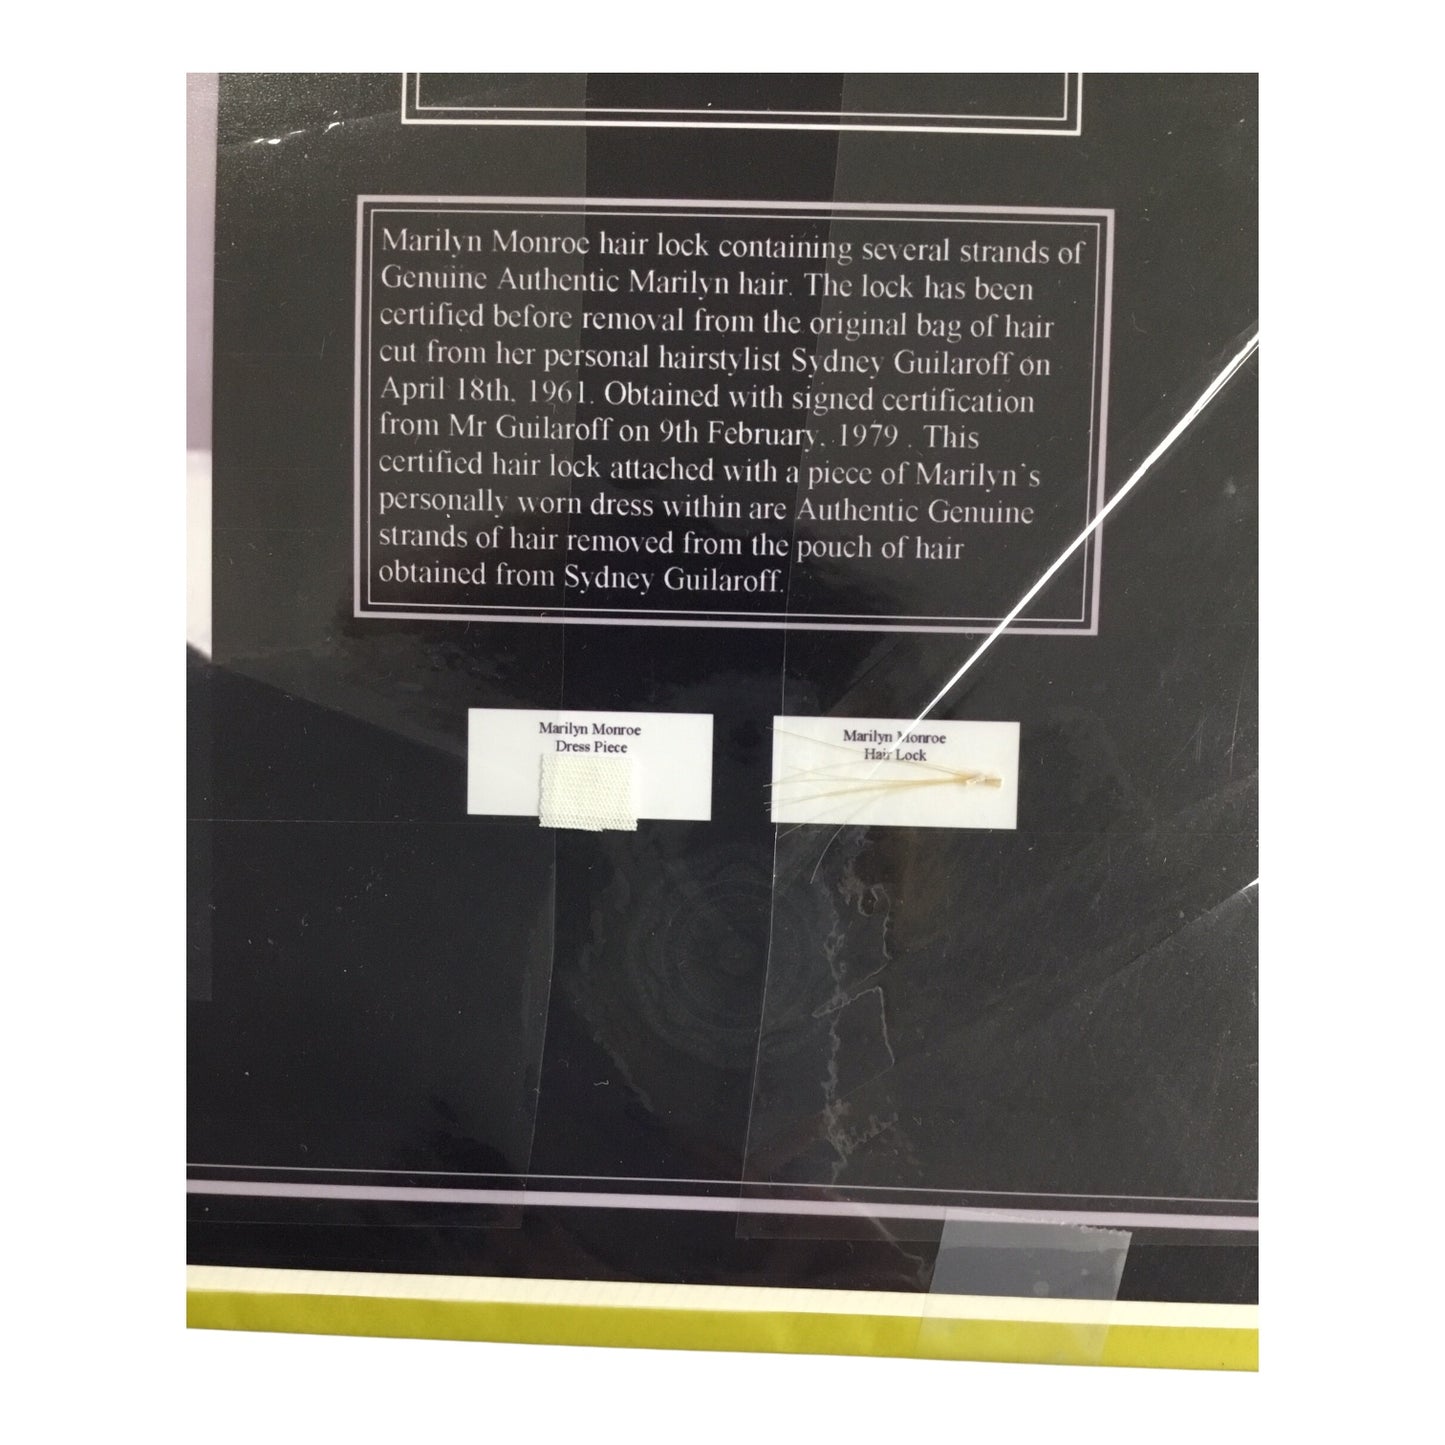 Marilyn Monroe hair lock containing several strands of
Genuine Authentic Marilyn hair. The lock has been
certified before removal from the original bag of hair
cut from her personal hairstylist Sydney Guilaroff on
April 18th, 1961. Obtained with signed certification
from Mr Guilaroff on 9th February, 1979 . This
certified hair lock attached with a piece of Marilyn`s
personally worn dress within are Authentic Genuine
strands of hair removed from the pouch of hair
obtained from Sydney Guilaroff.
Marilyn Monroe
Dress Piece
Marilyn Monroe
Hair Lock